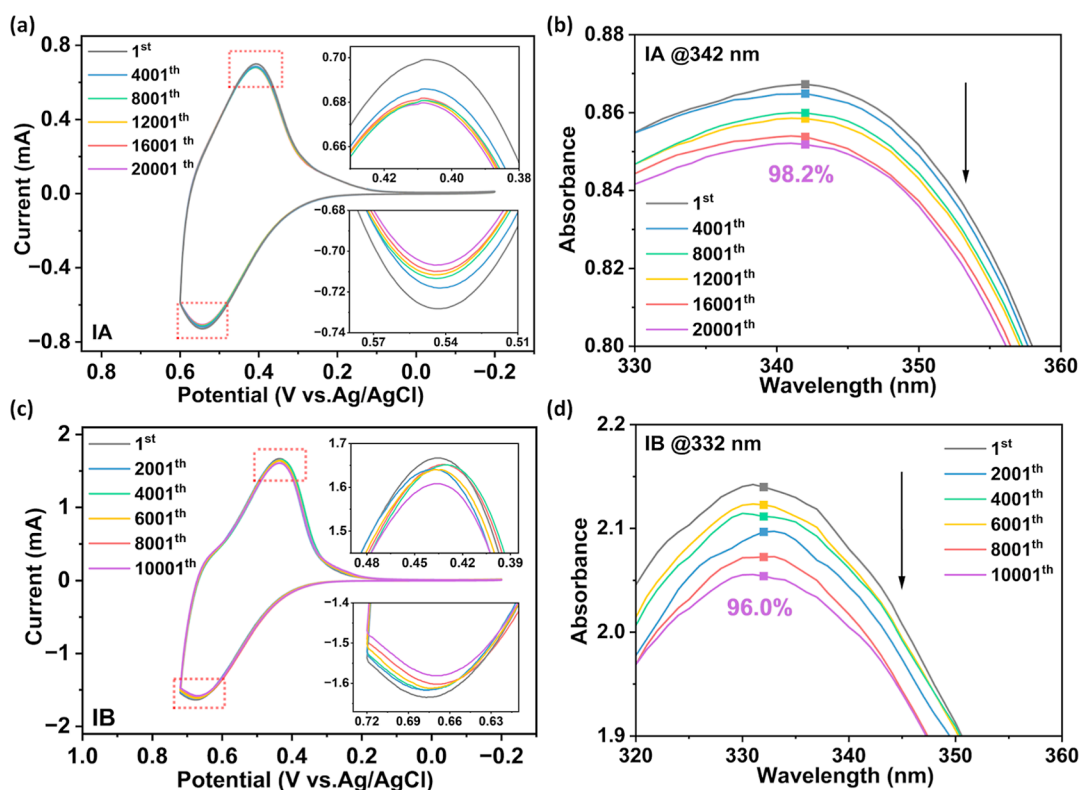 (a)
1st
4001th
8001th
12001th
16001th
20001th
IA
Current (mA)
0.8
0.4
0.0
−0.4
−0.8
0.8
0.6
0.4
0.2
0.0
−0.2
Potential (V vs.Ag/AgCl)
0.70
0.68
0.66
0.42
0.40
0.38
−0.68
−0.70
−0.72
−0.74
0.57
0.54
0.51
(b)
IA @342 nm
98.2%
1st
4001th
8001th
12001th
16001th
20001th
Absorbance
0.88
0.86
0.84
0.82
0.80
330
340
350
360
Wavelength (nm)
(c)
1st
2001th
4001th
6001th
8001th
10001th
IB
Current (mA)
2
1
0
−1
−2
1.0
0.8
0.6
0.4
0.2
0.0
−0.2
Potential (V vs.Ag/AgCl)
1.7
1.6
1.5
1.4
0.48
0.45
0.42
0.39
−1.4
−1.5
−1.6
0.72
0.69
0.66
0.63
(d)
IB @332 nm
1st
2001th
4001th
6001th
8001th
10001th
96.0%
Absorbance
2.2
2.1
2.0
1.9
320
330
340
350
360
Wavelength (nm)